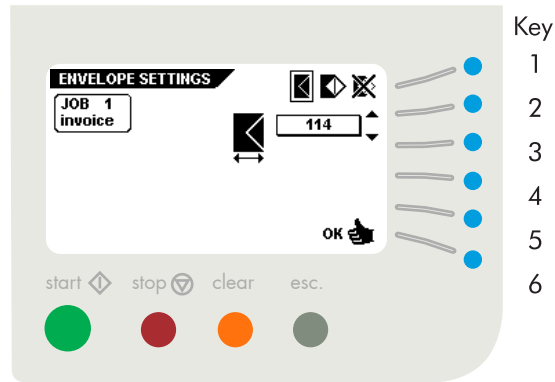 Key
ENVELOPE SETTINGS
1
JOB 1
invoice
2
114
3
4
5
OK
6
start stop clear esc.